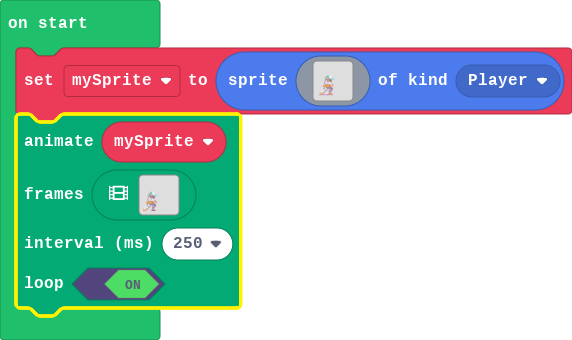 on start
set mySprite to sprite of kind Player
animate mySprite
frames
interval (ms) 250
loop ON